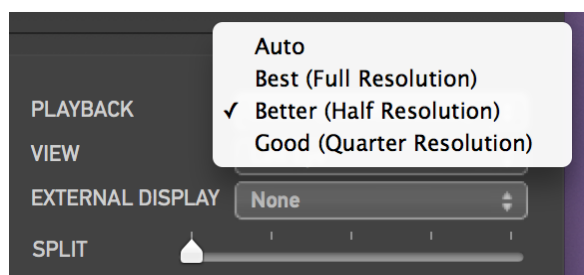 Auto
Best (Full Resolution)
PLAYBACK ✓ Better (Half Resolution)
VIEW Good (Quarter Resolution)
EXTERNAL DISPLAY None
SPLIT